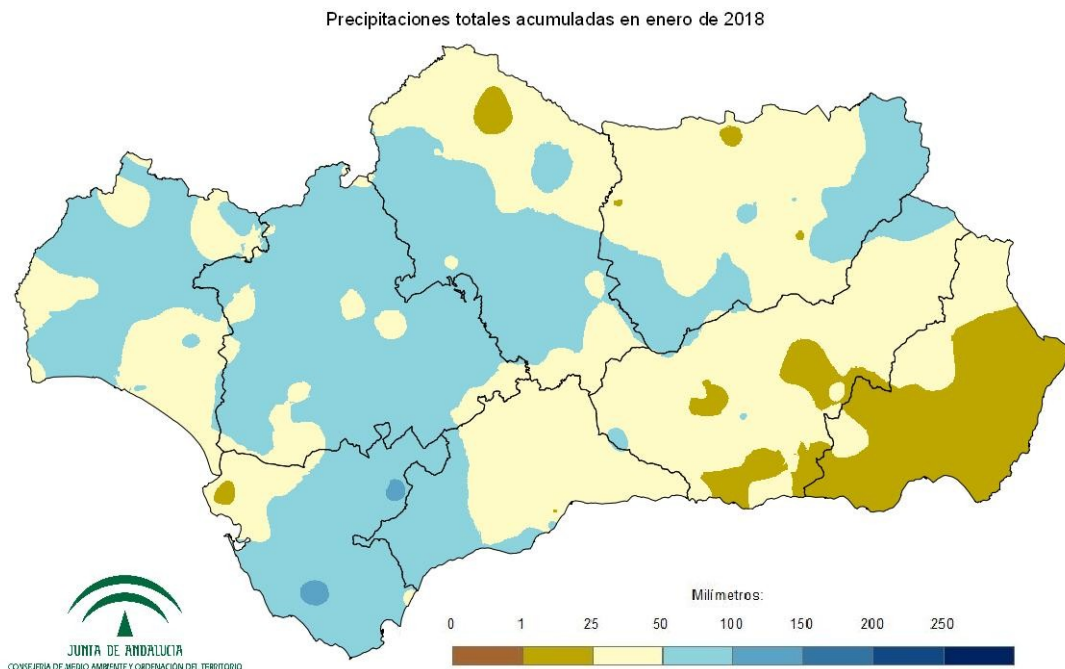 Precipitaciones totales acumuladas en enero de 2018
Milímetros:
0 1 25 50 100 150 200 250
JUNTA DE ANDALUCIA
CONSEJERIA DE MEDIO AMBIENTE Y ORDENACIÓN DEL TERRITORIO